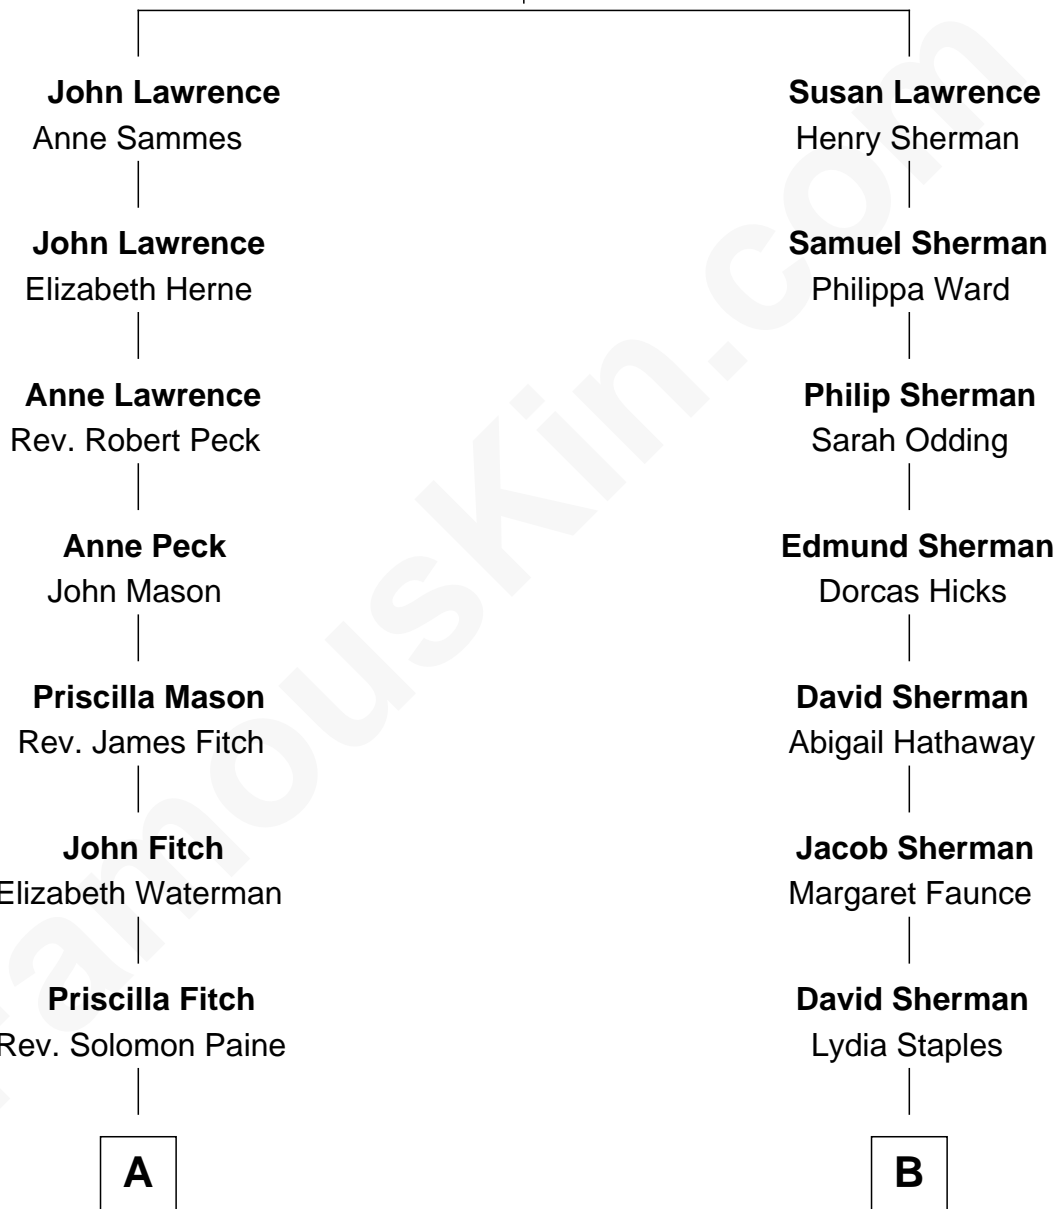 John Lawrence
Anne Sammes
John Lawrence
Elizabeth Herne
Anne Lawrence
Rev. Robert Peck
Anne Peck
John Mason
Priscilla Mason
Rev. James Fitch
John Fitch
Elizabeth Waterman
Priscilla Fitch
Rev. Solomon Paine
A
Susan Lawrence
Henry Sherman
Samuel Sherman
Philippa Ward
Philip Sherman
Sarah Odding
Edmund Sherman
Dorcas Hicks
David Sherman
Abigail Hathaway
Jacob Sherman
Margaret Faunce
David Sherman
Lydia Staples
B
FamousKin.com